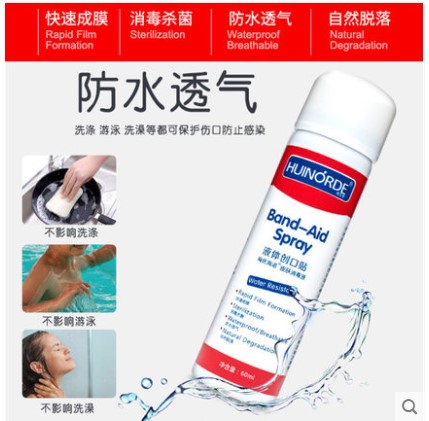 快速成膜
Rapid Film
Formation
消毒杀菌
Sterilization
防水透气
Waterproof
Breathable
自然脱落
Natural
Degradation
防水透气
洗涤 游泳 洗澡等都可保护伤口防止感染
不影响洗涤
不影响游泳
不影响洗澡
HUINORDE
Band-Aid
Spray
液体创口贴
Water Resist
Rapid Film Formation
Sterilization
Waterproof/Breathable
Natural Degradation
净含量: 60ml